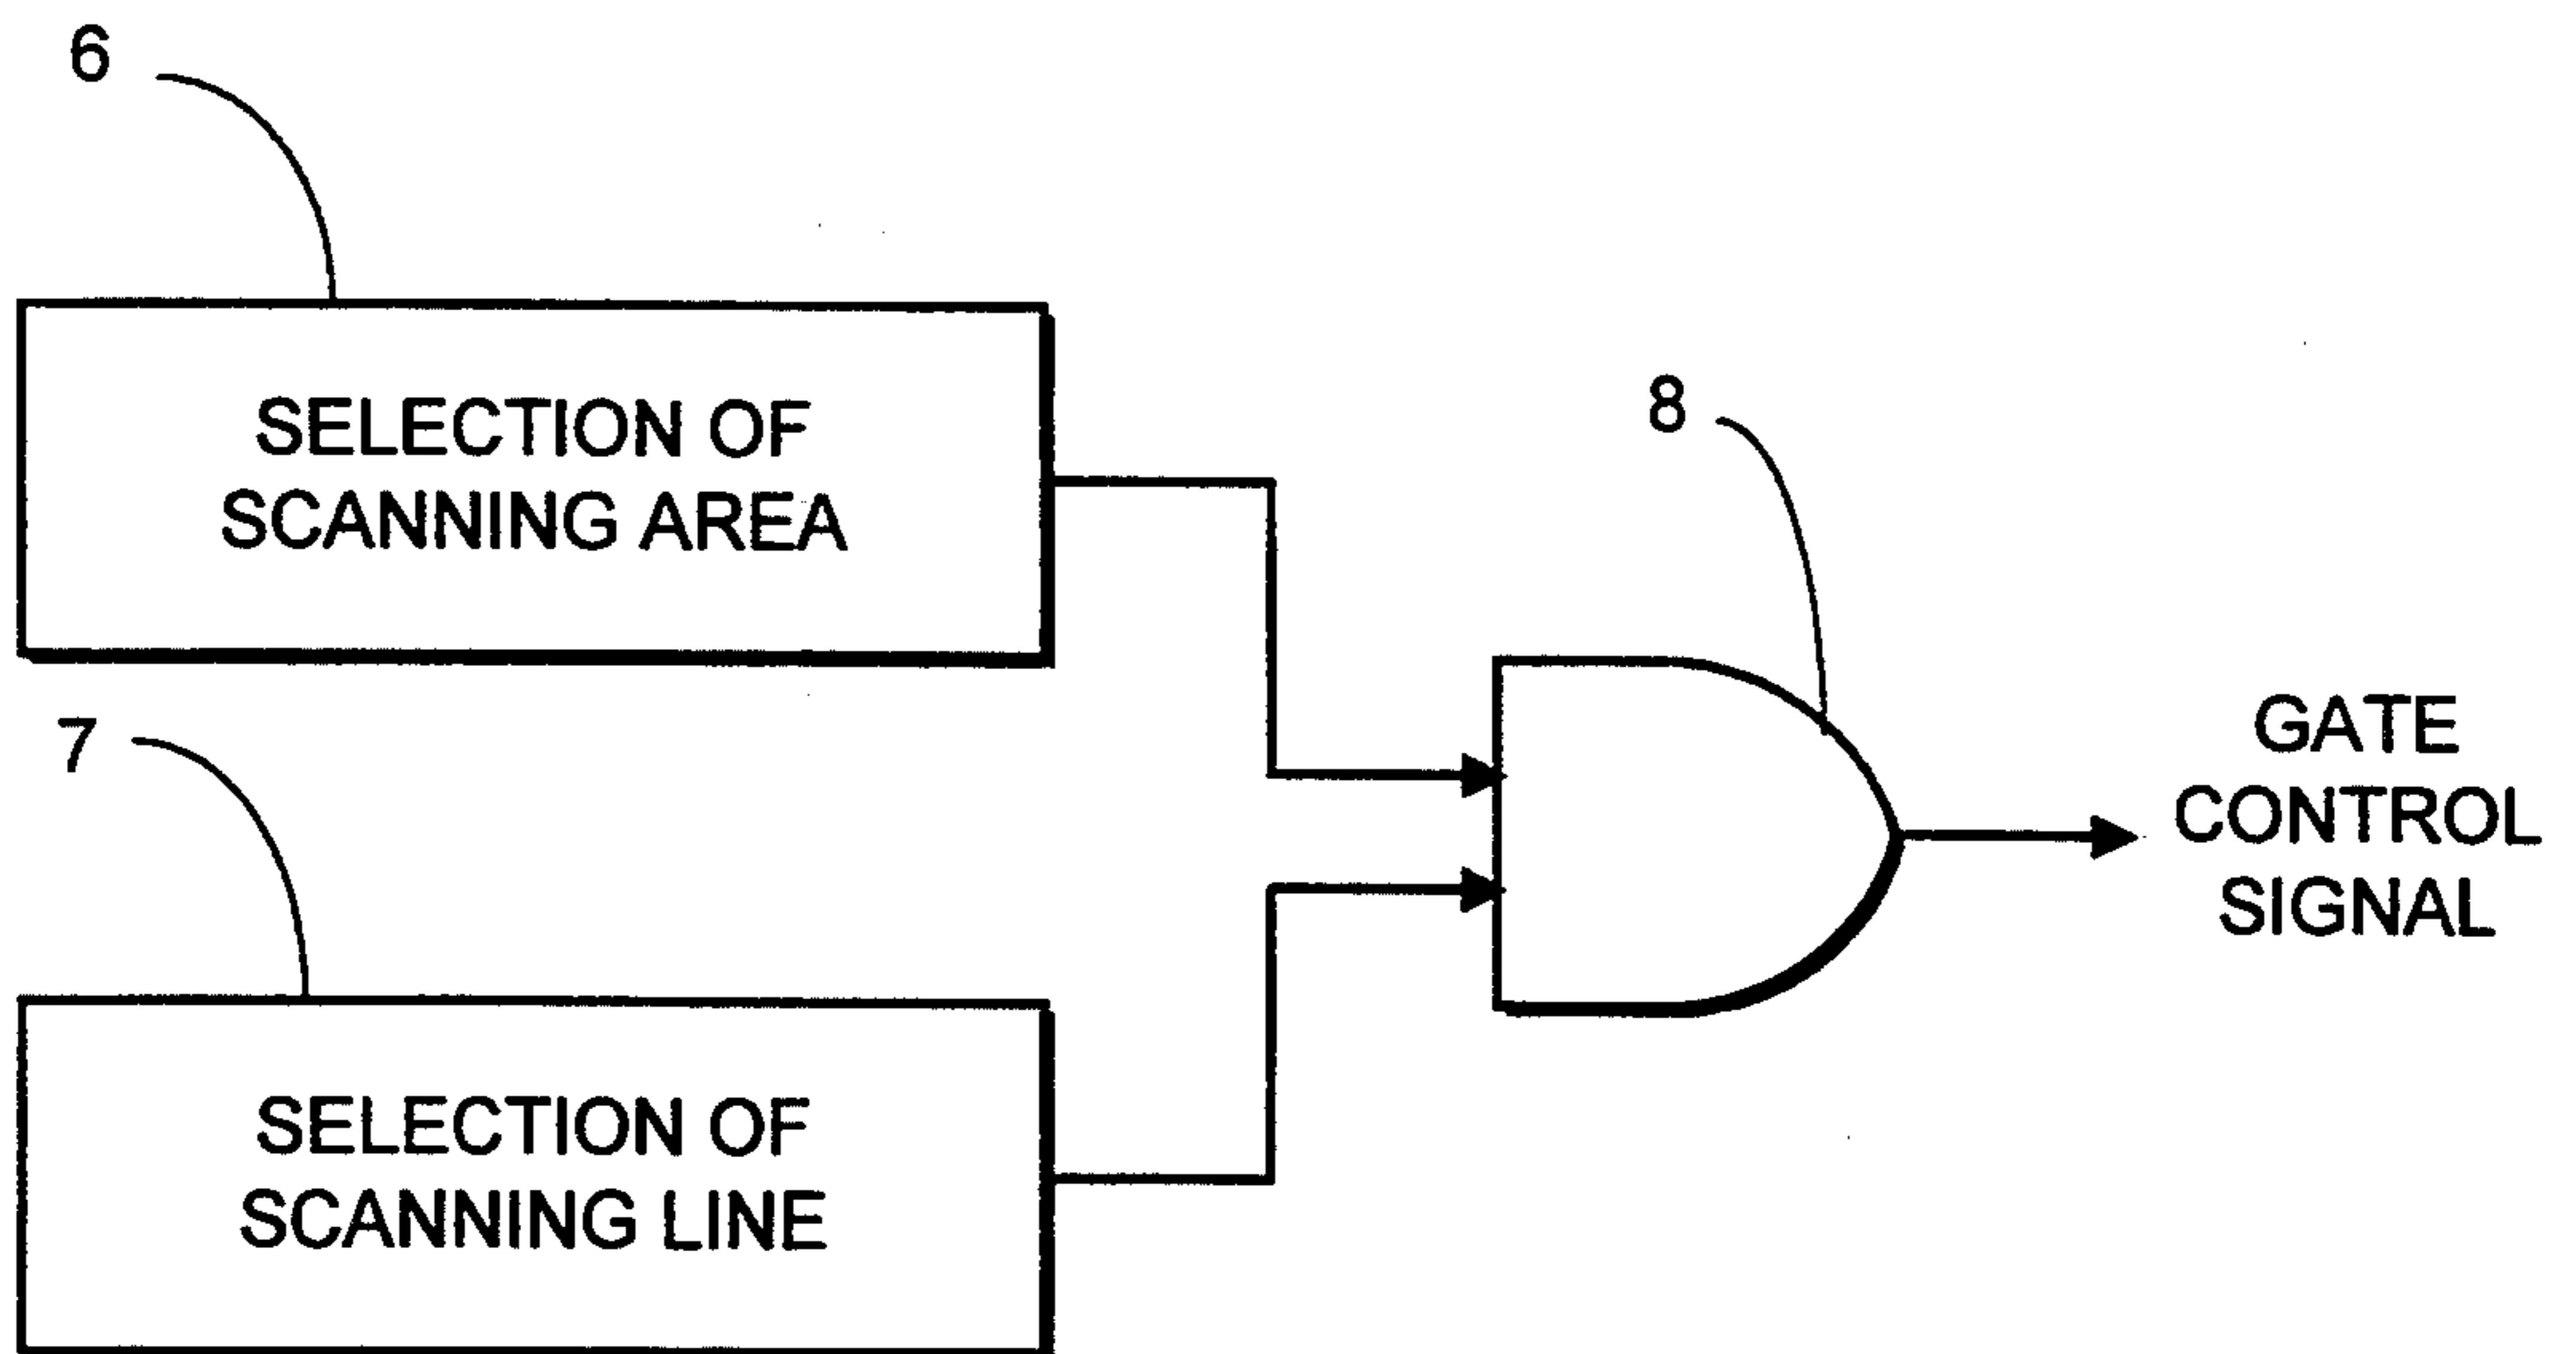 6
SELECTION OF
SCANNING AREA
8
7
GATE
CONTROL
SIGNAL
SELECTION OF
SCANNING LINE